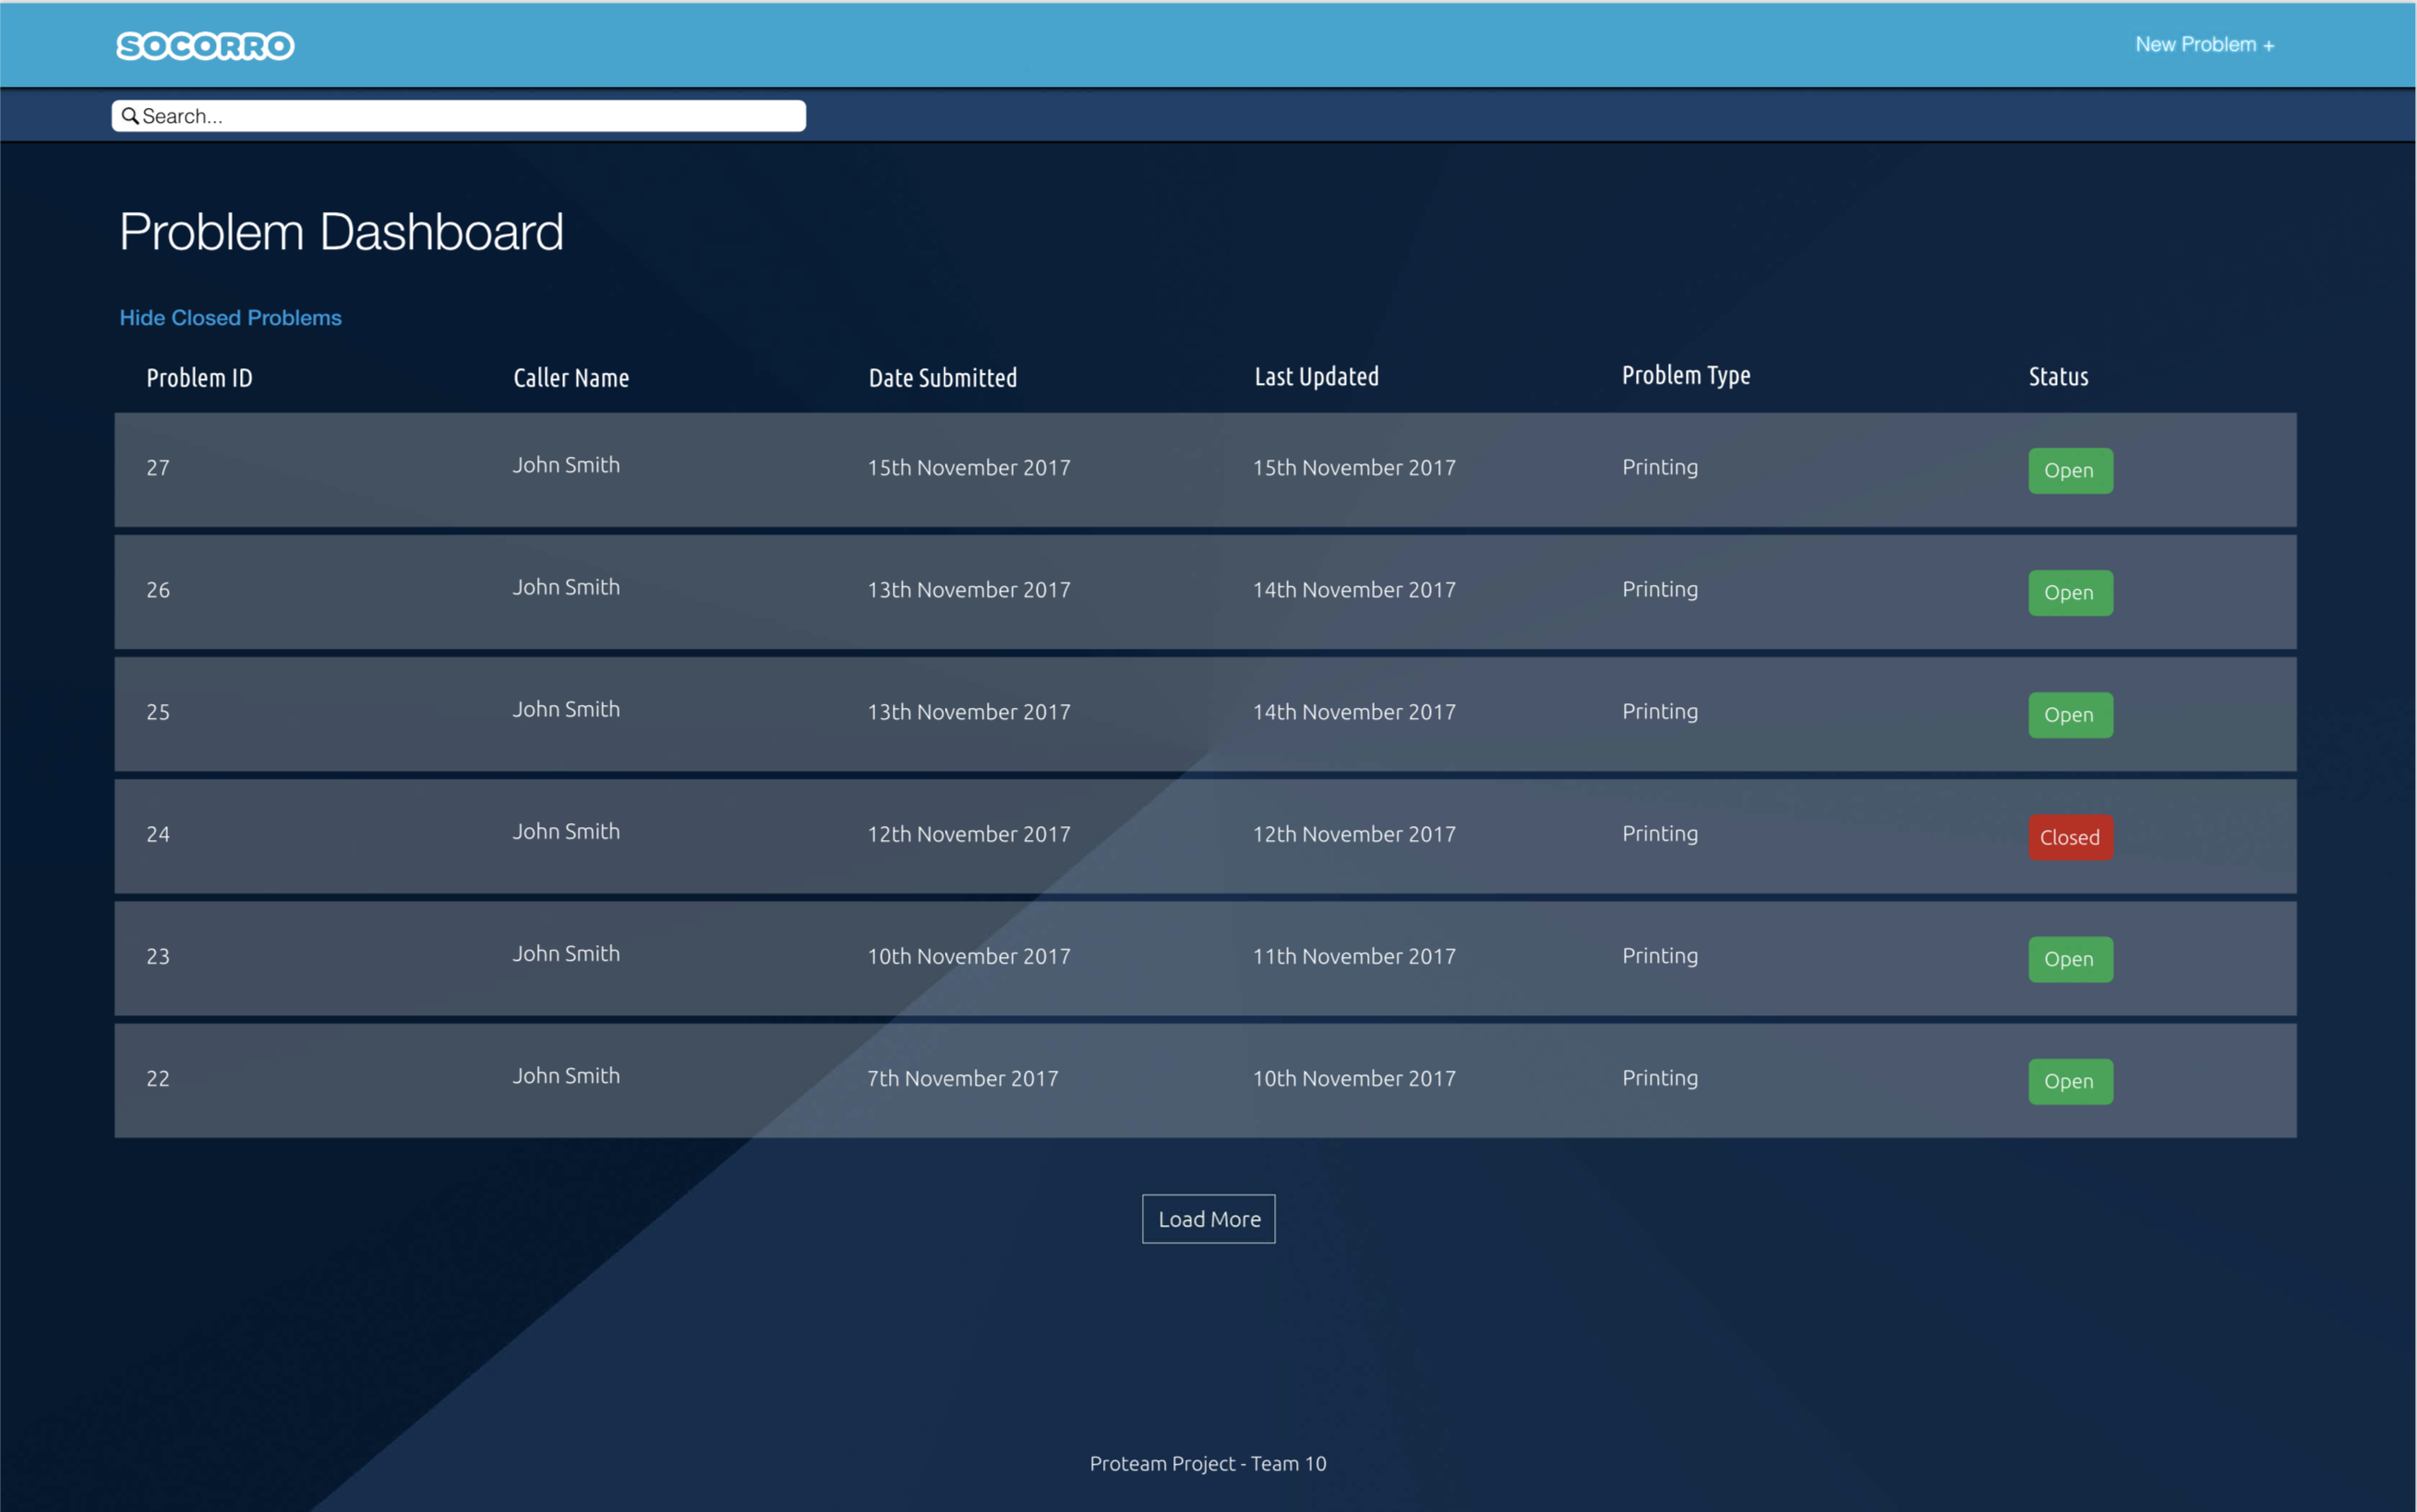 SOCORRO
New Problem +
Search...
Problem Dashboard
Hide Closed Problems
Problem ID Caller Name Date Submitted Last Updated Problem Type Status
27 John Smith 15th November 2017 15th November 2017 Printing Open
26 John Smith 13th November 2017 14th November 2017 Printing Open
25 John Smith 13th November 2017 14th November 2017 Printing Open
24 John Smith 12th November 2017 12th November 2017 Printing Closed
23 John Smith 10th November 2017 11th November 2017 Printing Open
22 John Smith 7th November 2017 10th November 2017 Printing Open
Load More
Proteam Project - Team 10